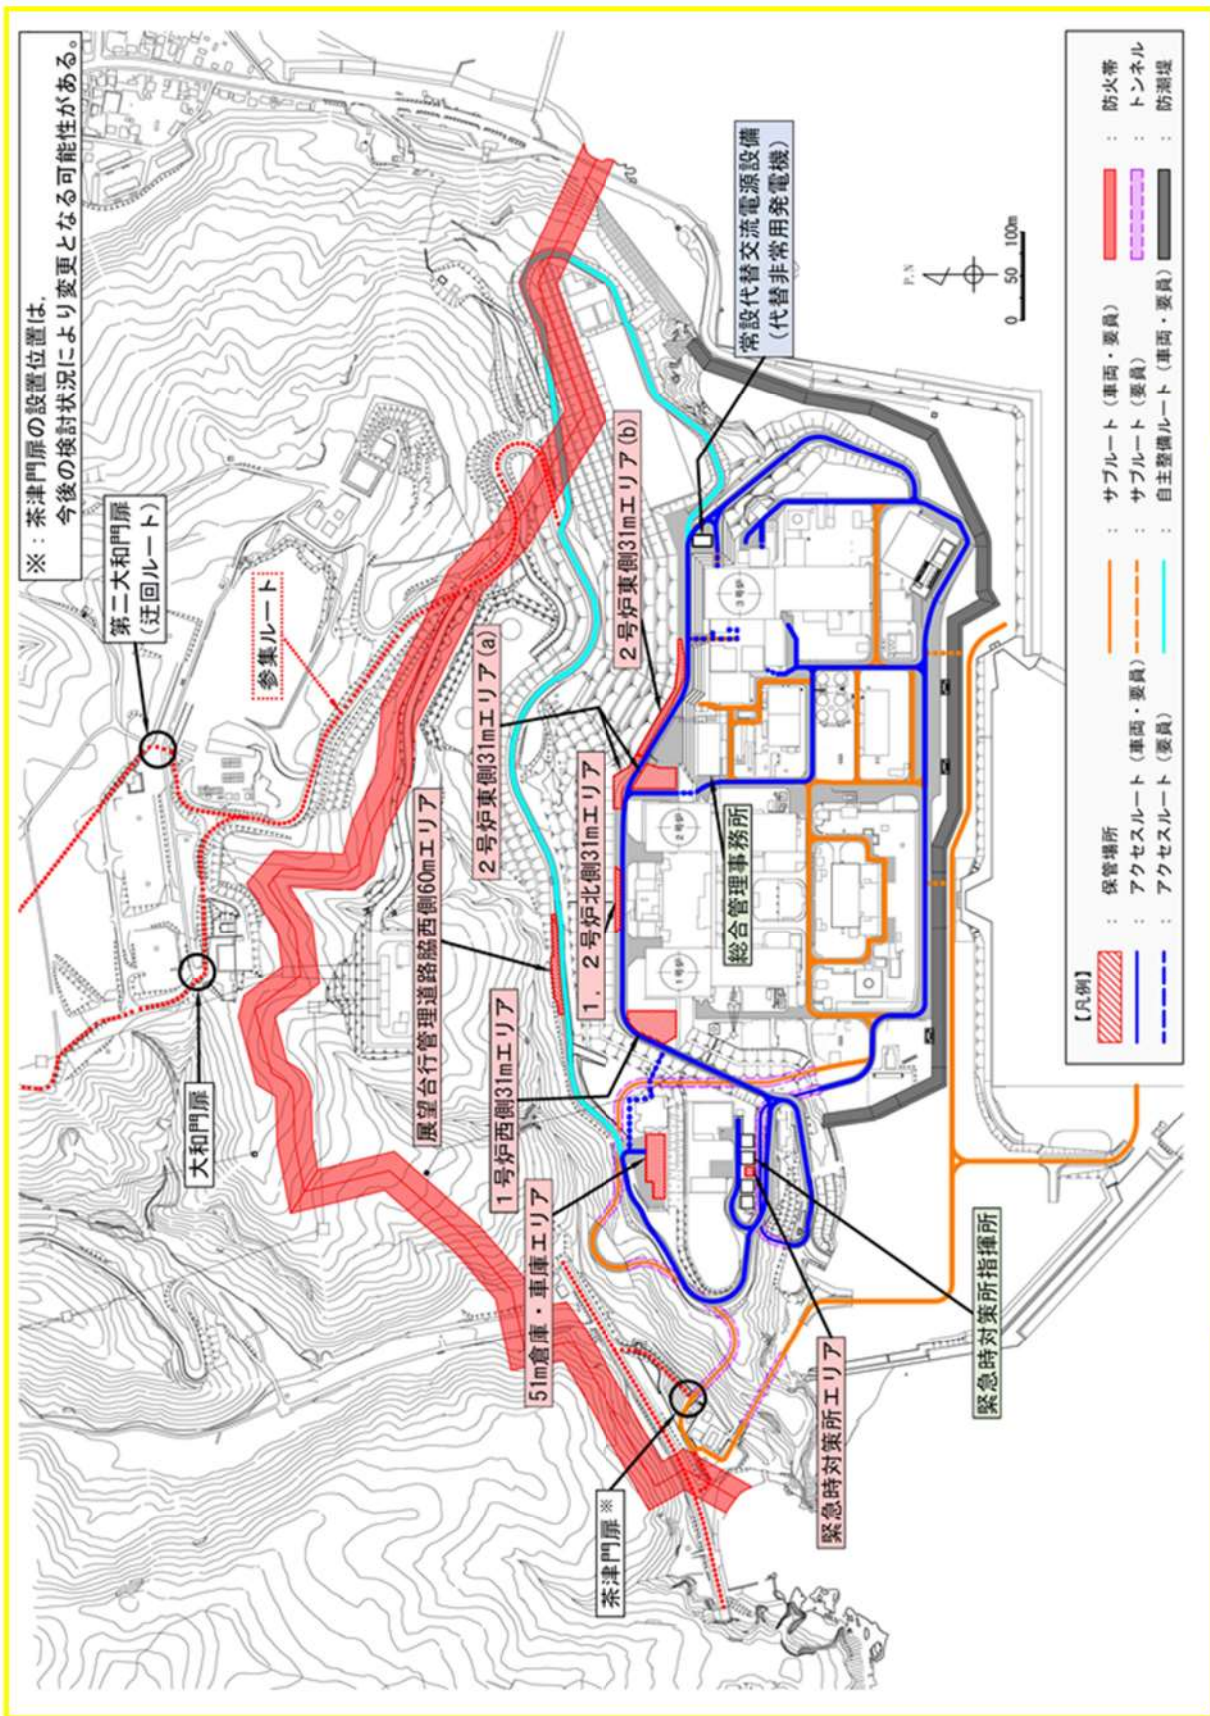 ※：茶津門扉の設置位置は，
今後の検討状況により変更となる可能性がある。
第二大和門扉
（迂回ルート）
参集ルート
大和門扉
展望台行管理道路脇西側60mエリア
2号炉東側31mエリア(a)
2号炉東側31mエリア(b)
1，2号炉北側31mエリア
1号炉西側31mエリア
51m倉庫・車庫エリア
茶津門扉※
常設代替交流電源設備
（代替非常用発電機）
総合管理事務所
緊急時対策所エリア
緊急時対策所指揮所
1号炉
2号炉
3号炉
P.N
0 50 100m
【凡例】
：保管場所
：アクセスルート（車両・要員）
：アクセスルート（要員）
：サブルート（車両・要員）
：サブルート（要員）
：自主整備ルート（車両・要員）
：防火帯
：トンネル
：防潮堤